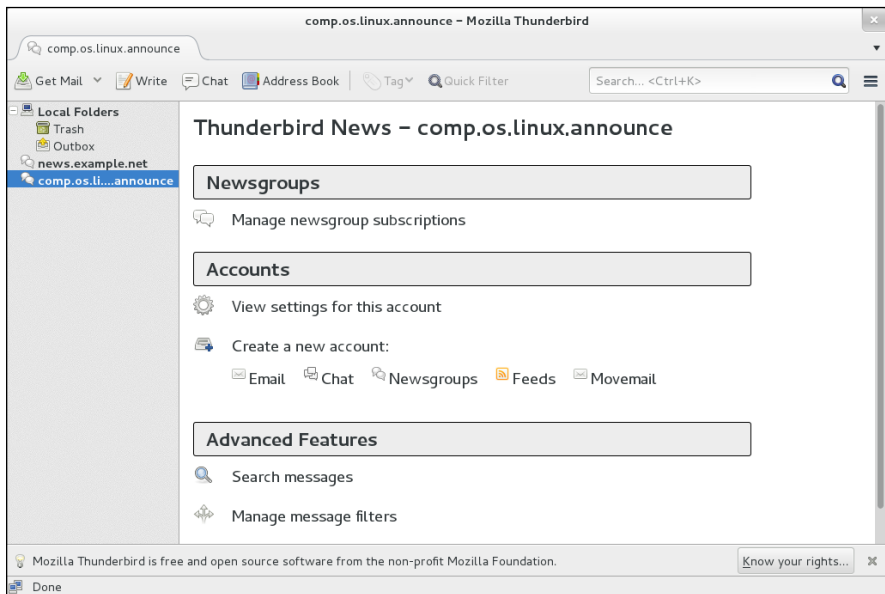 comp.os.linux.announce – Mozilla Thunderbird
comp.os.linux.announce
Get Mail Write Chat Address Book Tag Quick Filter Search... <Ctrl+K>
Local Folders
Trash
Outbox
news.example.net
comp.os.li....announce
Thunderbird News – comp.os.linux.announce
Newsgroups
Manage newsgroup subscriptions
Accounts
View settings for this account
Create a new account:
Email Chat Newsgroups Feeds Movemail
Advanced Features
Search messages
Manage message filters
Mozilla Thunderbird is free and open source software from the non-profit Mozilla Foundation. Know your rights...
Done